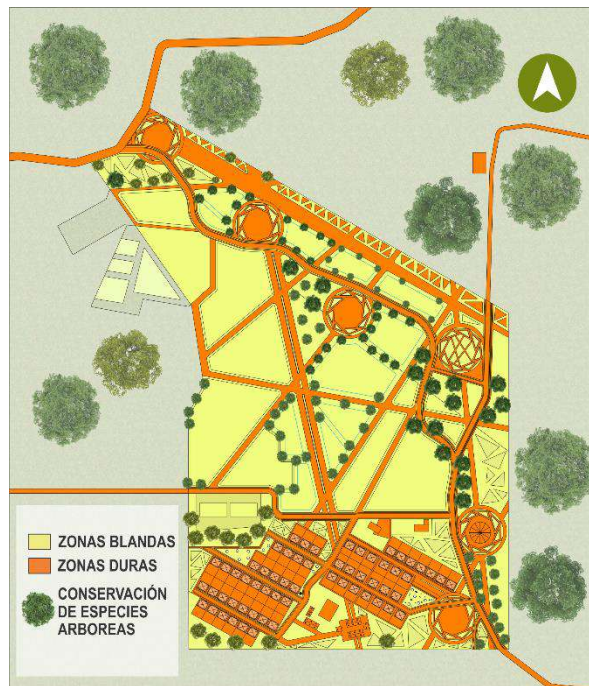 ZONAS BLANDAS
ZONAS DURAS
CONSERVACIÓN
DE ESPECIES
ARBOREAS